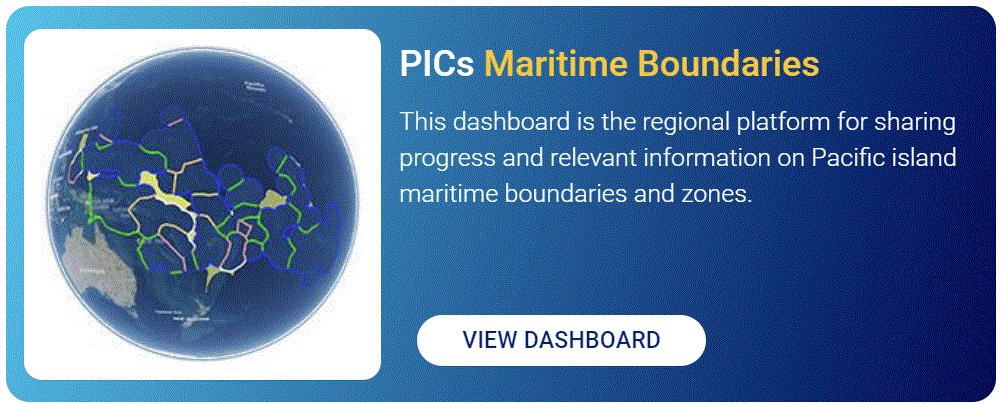 PICs Maritime Boundaries
This dashboard is the regional platform for sharing
progress and relevant information on Pacific island
maritime boundaries and zones.
VIEW DASHBOARD